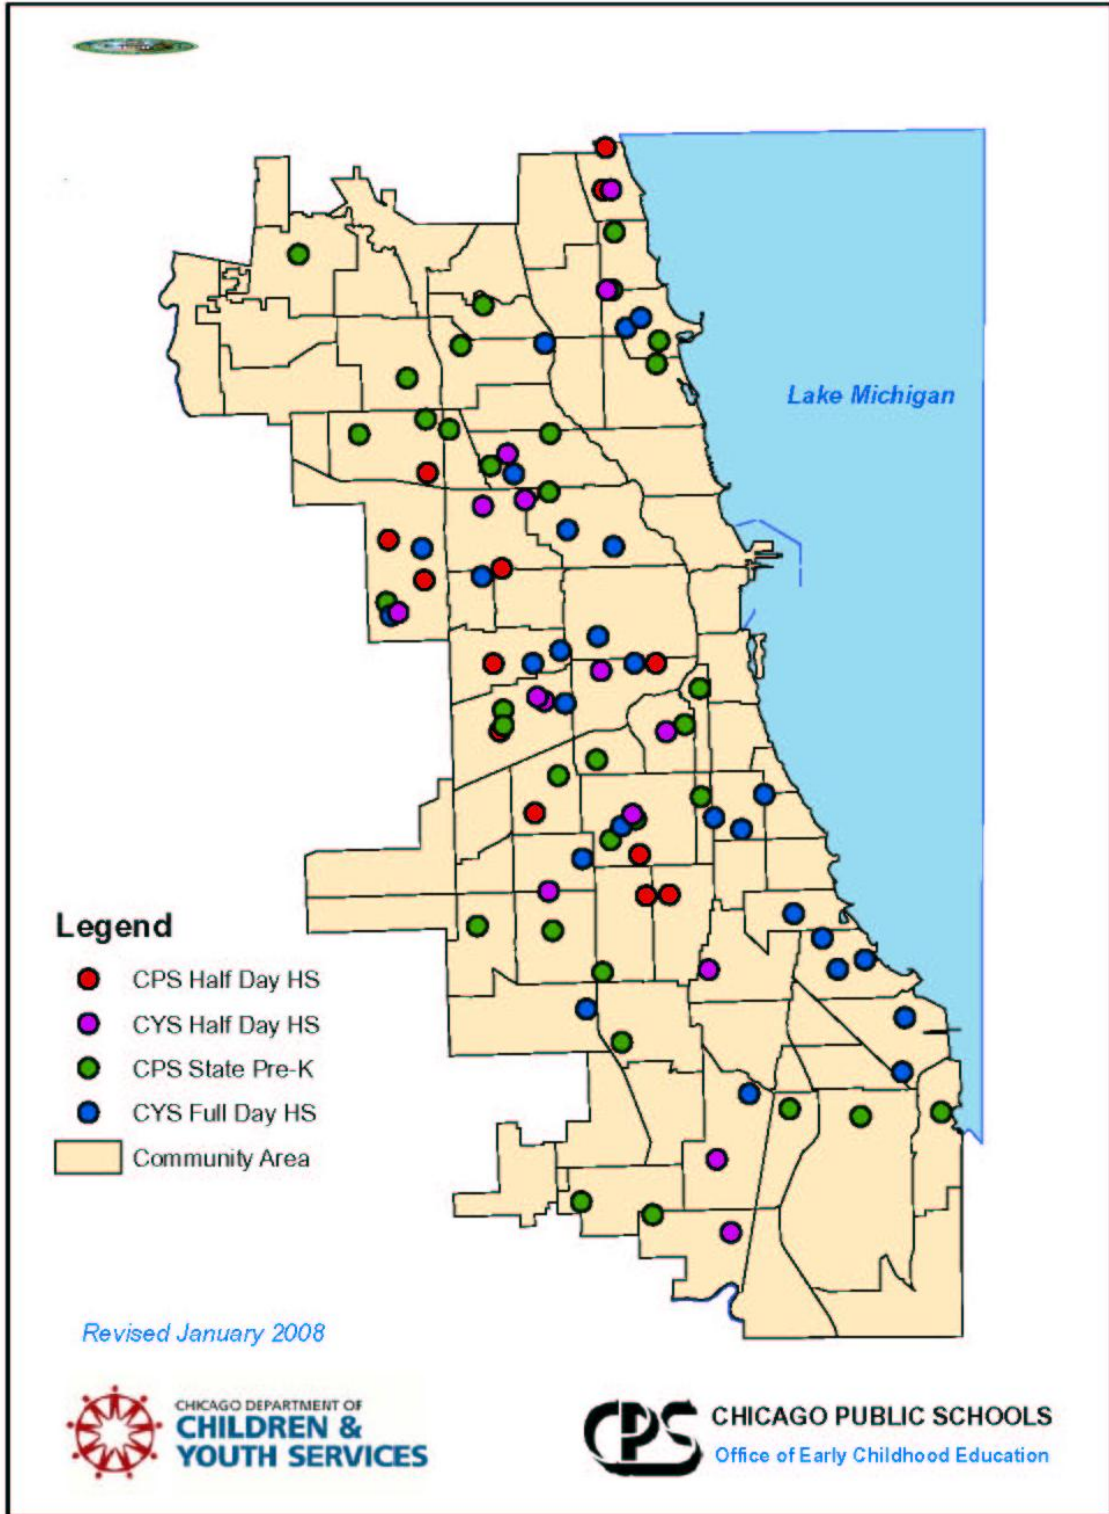 Lake Michigan
Legend
CPS Half Day HS
CYS Half Day HS
CPS State Pre-K
CYS Full Day HS
Community Area
Revised January 2008
CHICAGO DEPARTMENT OF
CHILDREN &
YOUTH SERVICES
CPS
CHICAGO PUBLIC SCHOOLS
Office of Early Childhood Education